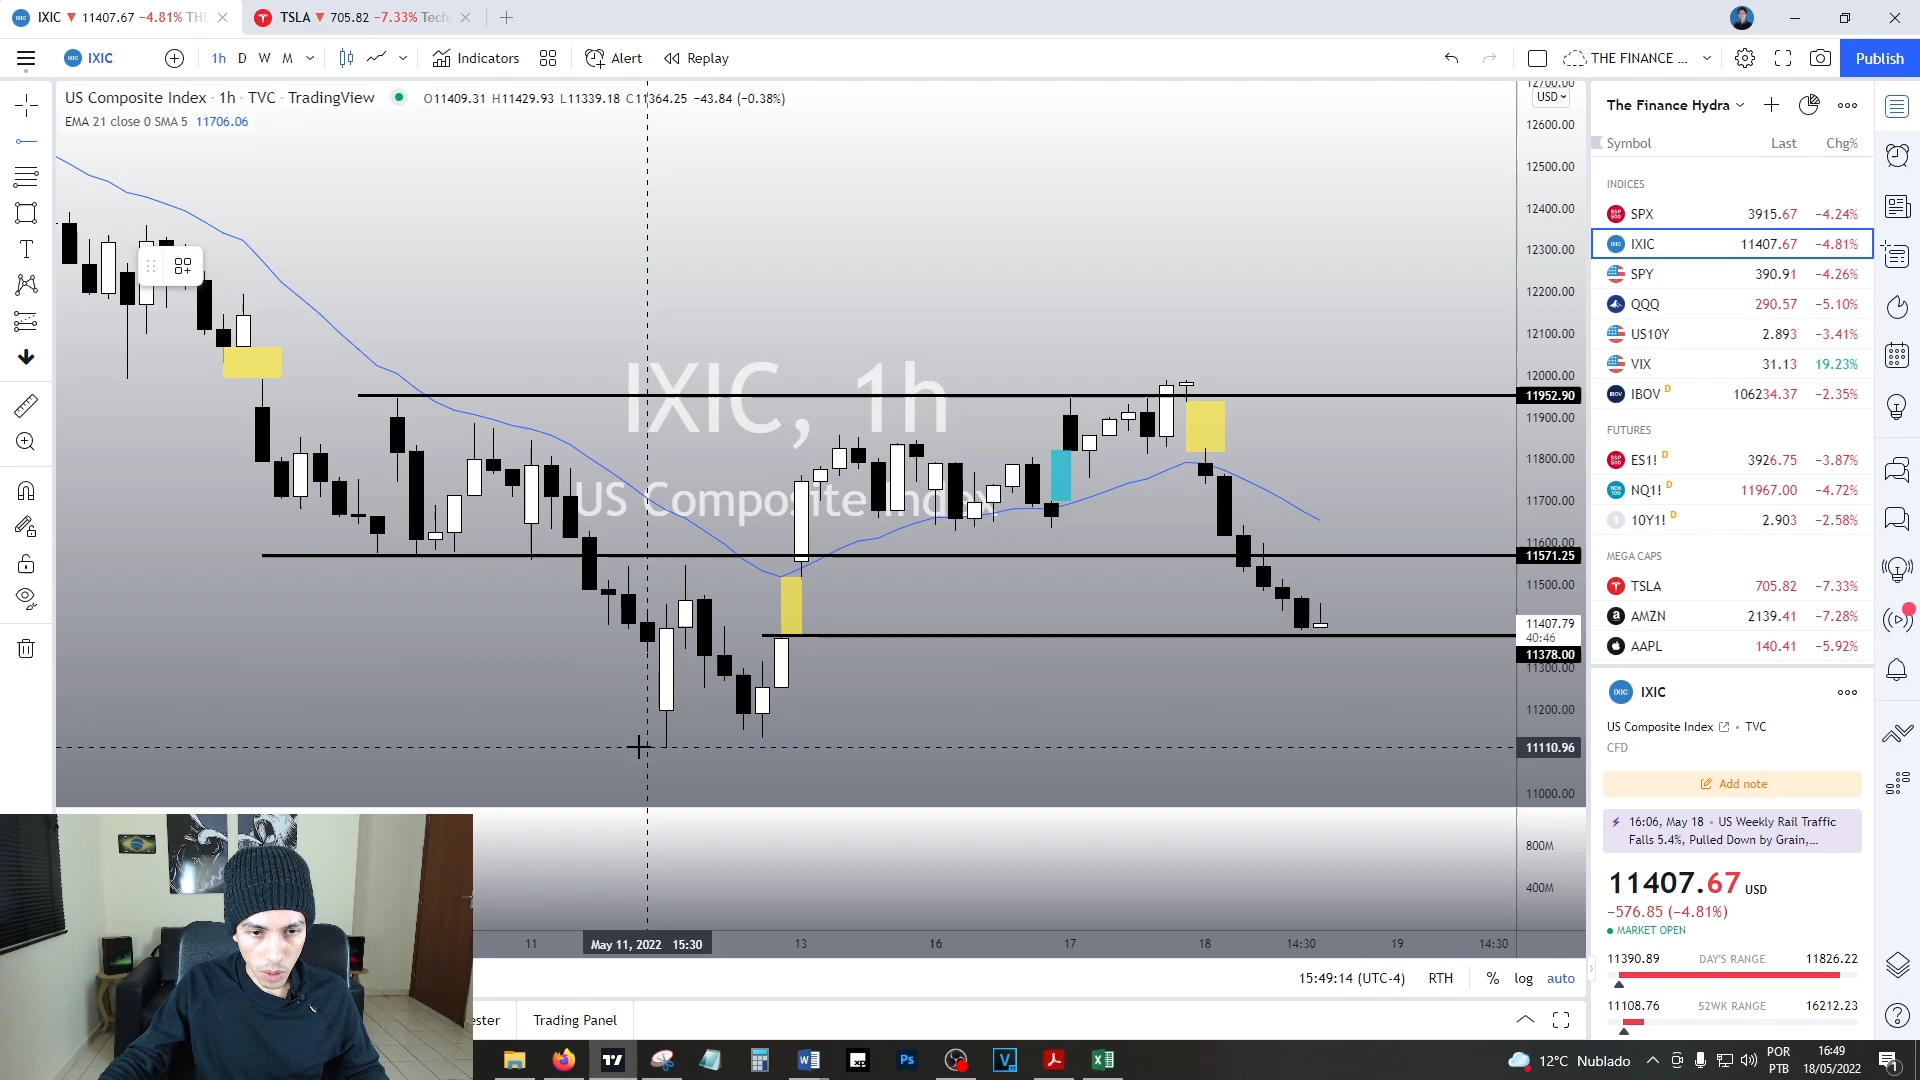 IXIC ▼ 11407.67 −4.81% THE
TSLA ▼ 705.82 −7.33% Tech
IXIC
1h D W M
Indicators
Alert
Replay
THE FINANCE ...
Publish
US Composite Index · 1h · TVC · TradingView
O11409.31 H11429.93 L11339.18 C11364.25 −43.84 (−0.38%)
EMA 21 close 0 SMA 5 11706.06
IXIC, 1h
US Composite Index
USD
12700.00
12600.00
12500.00
12400.00
12300.00
12200.00
12100.00
12000.00
11952.90
11900.00
11800.00
11700.00
11600.00
11571.25
11500.00
11407.79
40:46
11378.00
11300.00
11200.00
11110.96
11000.00
800M
400M
11
May 11, 2022 15:30
13
16
17
18
14:30
19
14:30
15:49:14 (UTC-4)
RTH
%
log
auto
ester
Trading Panel
The Finance Hydra
Symbol Last Chg%
INDICES
SPX 3915.67 −4.24%
IXIC 11407.67 −4.81%
SPY 390.91 −4.26%
QQQ 290.57 −5.10%
US10Y 2.893 −3.41%
VIX 31.13 19.23%
IBOV D 106234.37 −2.35%
FUTURES
ES1! D 3926.75 −3.87%
NQ1! D 11967.00 −4.72%
10Y1! D 2.903 −2.58%
MEGA CAPS
TSLA 705.82 −7.33%
AMZN 2139.41 −7.28%
AAPL 140.41 −5.92%
IXIC
US Composite Index • TVC
CFD
Add note
16:06, May 18 • US Weekly Rail Traffic
Falls 5.4%, Pulled Down by Grain,...
11407.67 USD
−576.85 (−4.81%)
MARKET OPEN
11390.89 DAY'S RANGE 11826.22
11108.76 52WK RANGE 16212.23
12°C Nublado
POR
PTB
16:49
18/05/2022